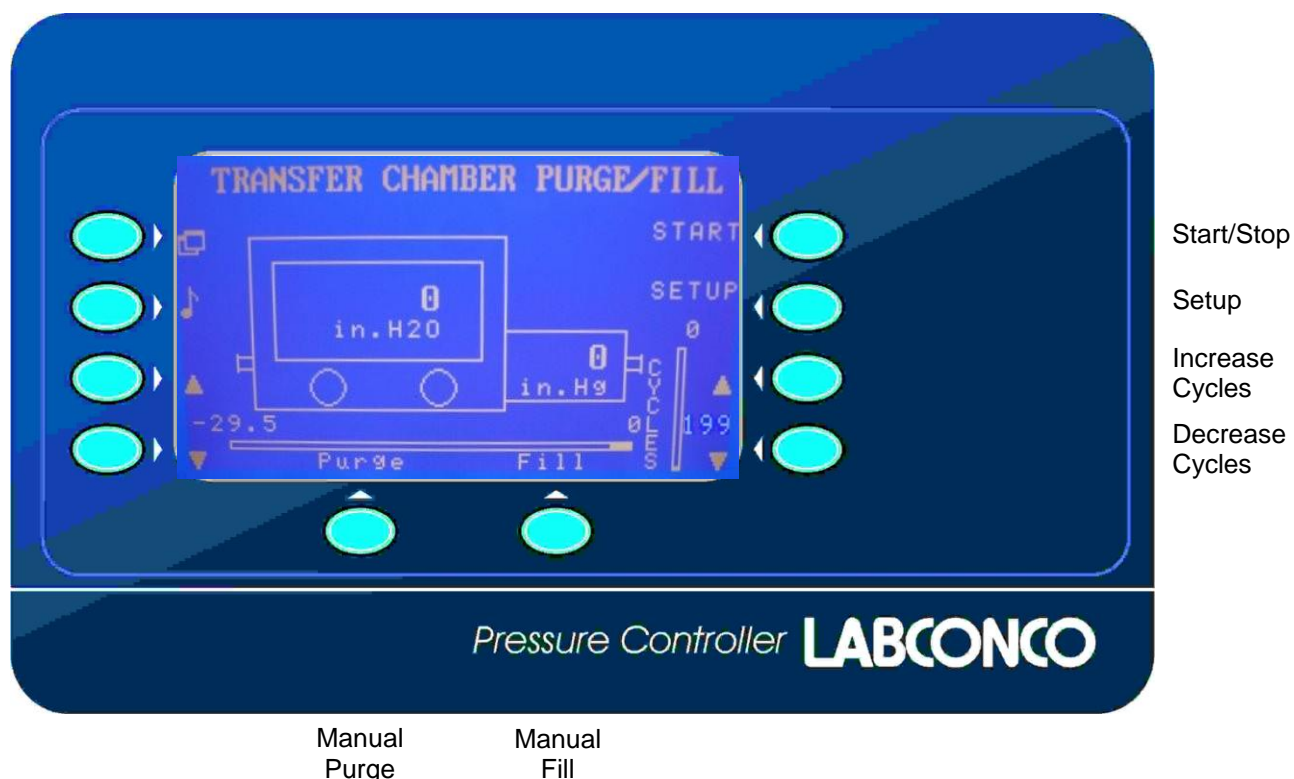 TRANSFER CHAMBER PURGE/FILL
START
SETUP
0
in.H2O
0
in.Hg
0
CYCLES
199
-29.5
0
Purge
Fill
Start/Stop
Setup
Increase
Cycles
Decrease
Cycles
Pressure Controller LABCONCO
Manual
Purge
Manual
Fill